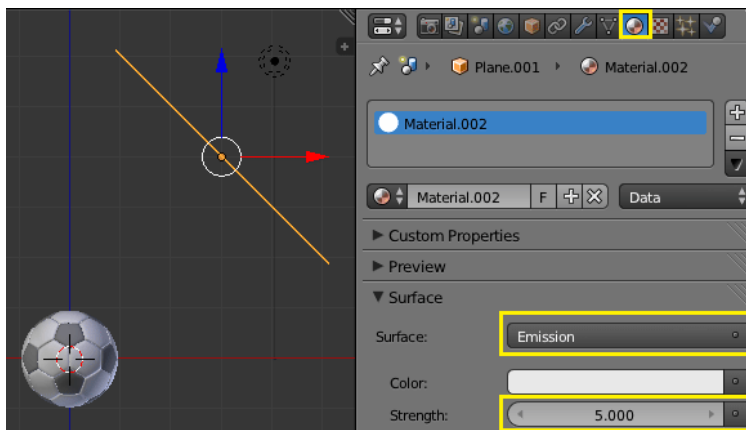 Plane.001 Material.002
Material.002
Material.002 F Data
Custom Properties
Preview
Surface
Surface: Emission
Color:
Strength: 5.000